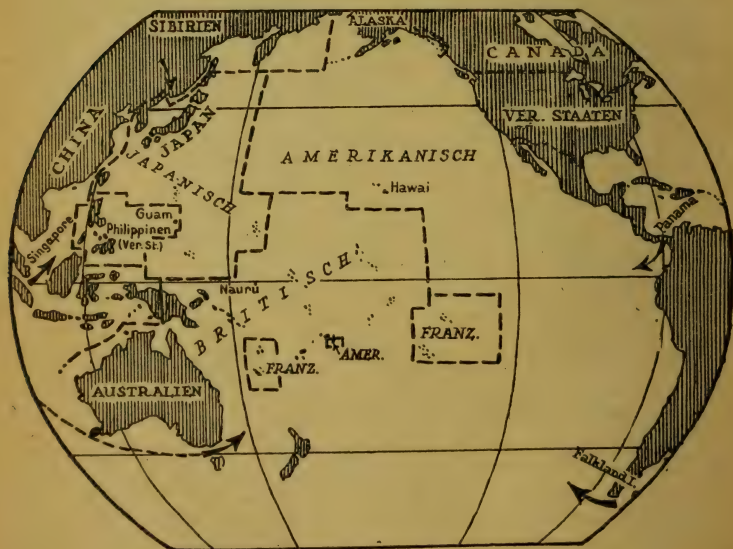 SIBIRIEN
ALASKA
CANADA
VER. STAATEN
CHINA
JAPAN
JAPANISCH
AMERIKANISCH
Hawai
Guam
Philippinen
(Ver. St.)
Singapore
Panama
Naurū
BRITISCH
FRANZ.
AMER.
FRANZ.
AUSTRALIEN
Falkland I.